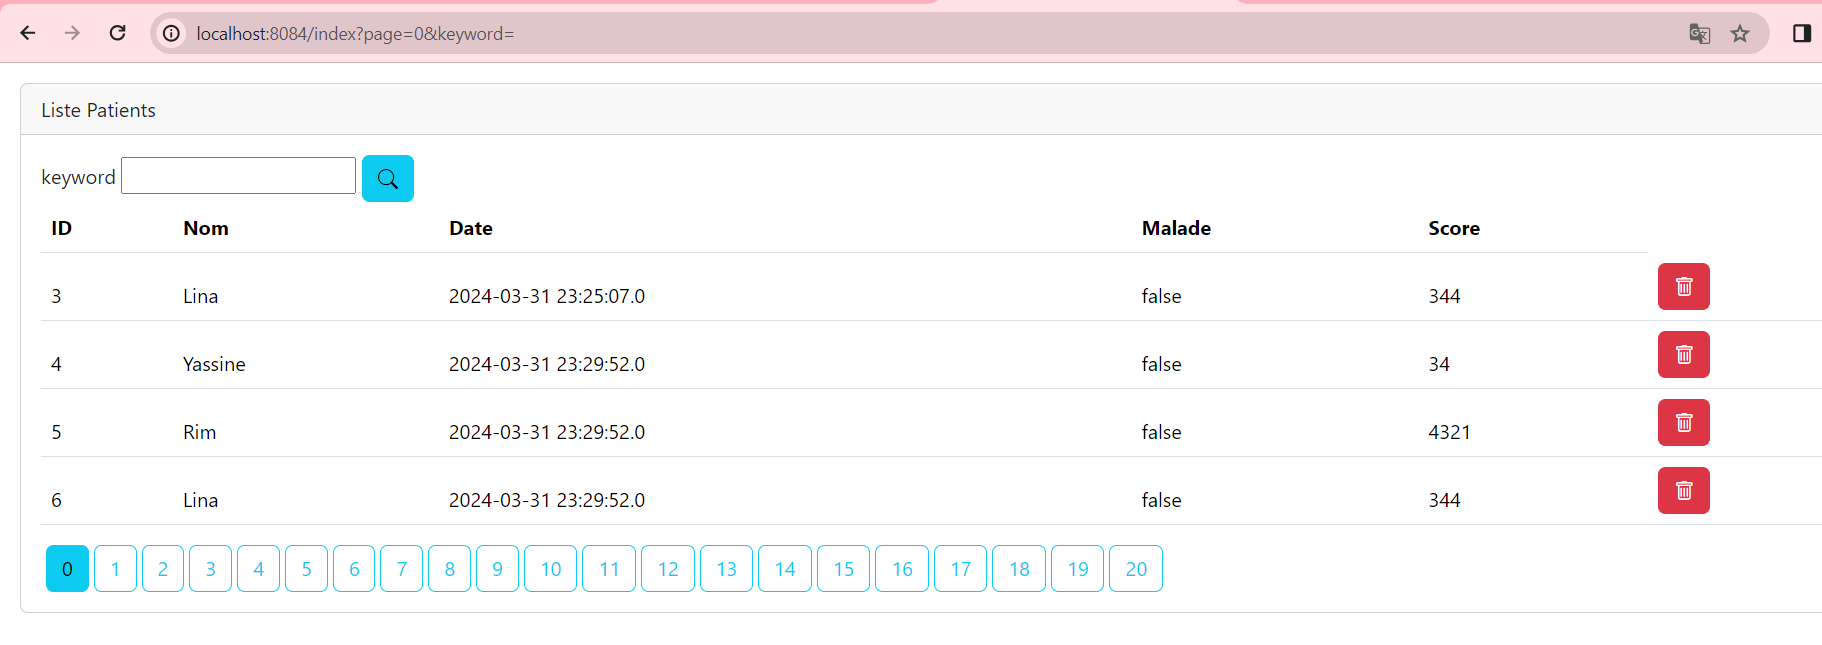 localhost:8084/index?page=0&keyword=
Liste Patients
keyword
ID Nom Date Malade Score
3 Lina 2024-03-31 23:25:07.0 false 344
4 Yassine 2024-03-31 23:29:52.0 false 34
5 Rim 2024-03-31 23:29:52.0 false 4321
6 Lina 2024-03-31 23:29:52.0 false 344
0 1 2 3 4 5 6 7 8 9 10 11 12 13 14 15 16 17 18 19 20